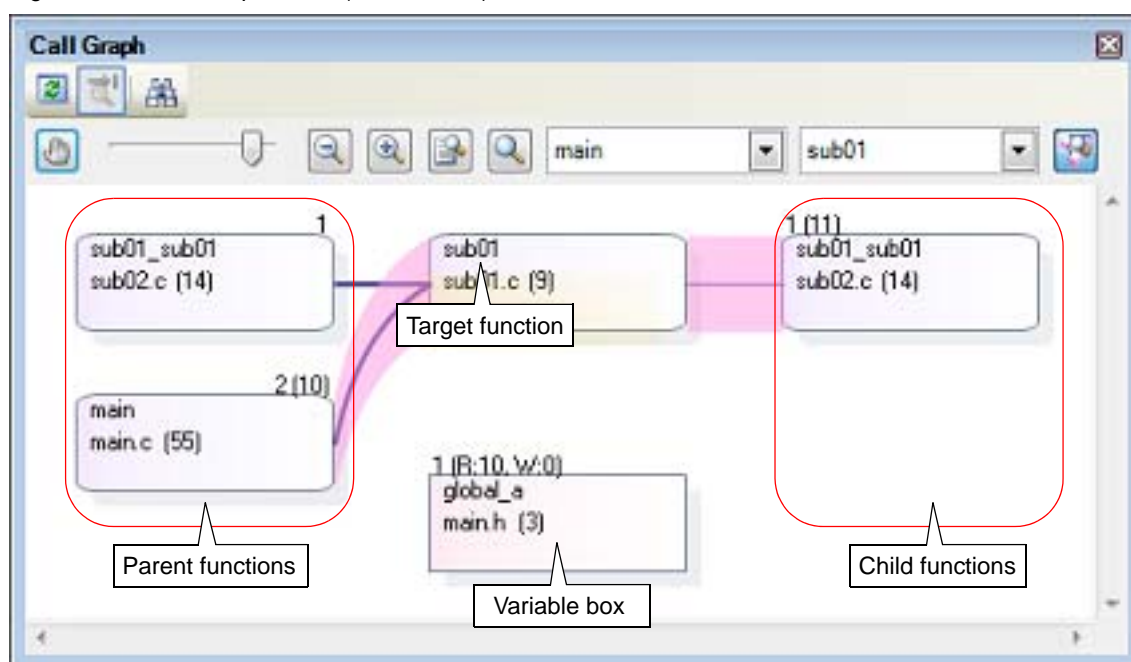 Call Graph
main
sub01
1
sub01_sub01
sub02.c (14)
sub01
sub01.c (9)
Target function
1 (11)
sub01_sub01
sub02.c (14)
2 (10)
main
main.c (55)
1 (R:10, W:0)
global_a
main.h (3)
Parent functions
Variable box
Child functions